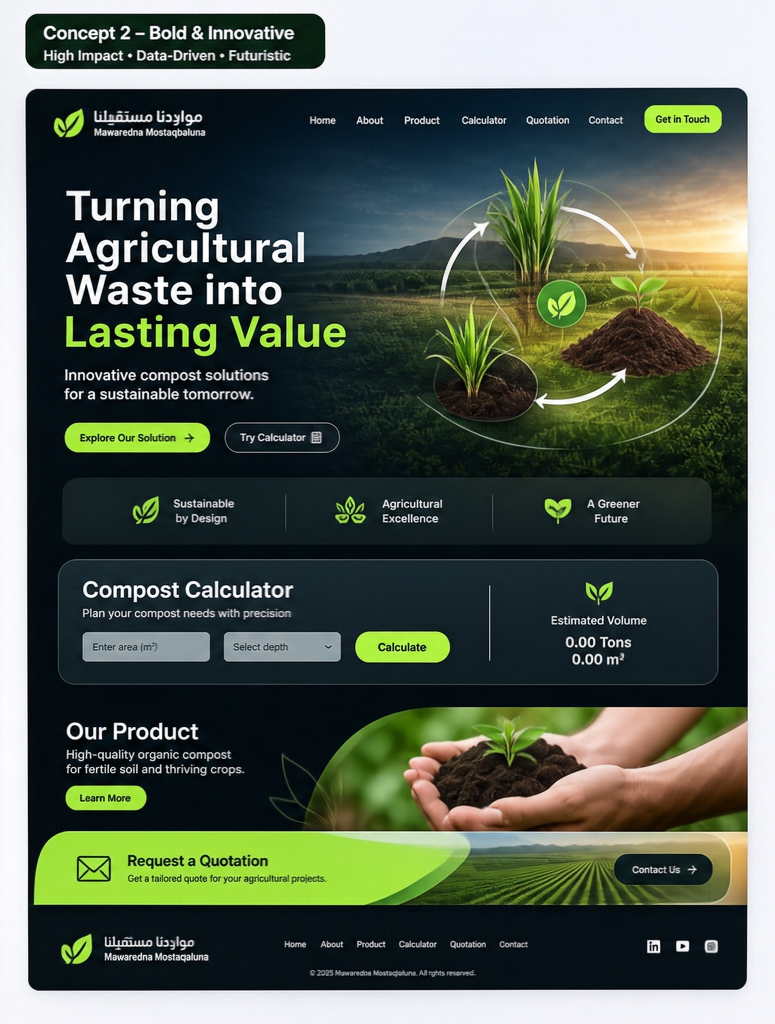 Concept 2 – Bold & Innovative
High Impact • Data-Driven • Futuristic
مواردنا مستقيلنا
Mawaredna Mostaqbaluna
Home About Product Calculator Quotation Contact
Get in Touch
Turning
Agricultural
Waste into
Lasting Value
Innovative compost solutions
for a sustainable tomorrow.
Explore Our Solution →
Try Calculator
Sustainable
by Design
Agricultural
Excellence
A Greener
Future
Compost Calculator
Plan your compost needs with precision
Enter area (m²)
Select depth
Calculate
Estimated Volume
0.00 Tons
0.00 m³
Our Product
High-quality organic compost
for fertile soil and thriving crops.
Learn More
Request a Quotation
Get a tailored quote for your agricultural projects.
Contact Us →
مواردنا مستقيلنا
Mawaredna Mostaqaluna
Home About Product Calculator Quotation Contact
in
© 2025 Mawaredna Mostaqbaluna. All rights reserved.